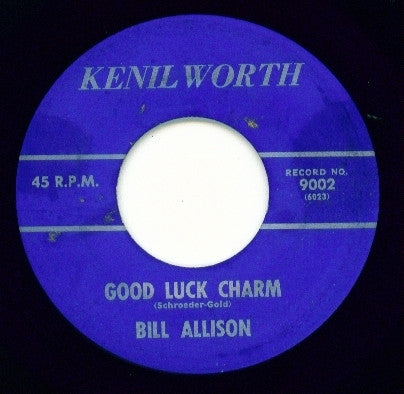 KENILWORTH
45 R.P.M.
RECORD NO.
9002
(6023)
GOOD LUCK CHARM
(Schroeder-Gold)
BILL ALLISON